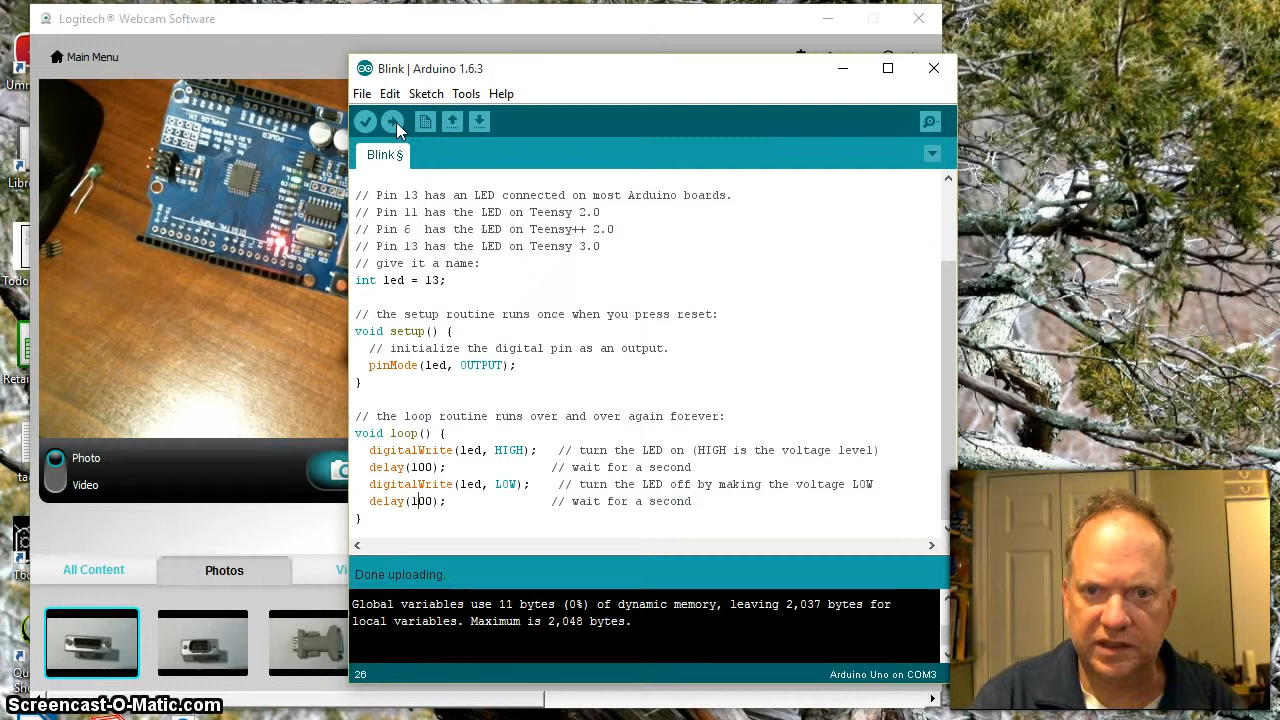 Logitech® Webcam Software
Main Menu
Blink | Arduino 1.6.3
File Edit Sketch Tools Help
Blink §
// Pin 13 has an LED connected on most Arduino boards.
// Pin 11 has the LED on Teensy 2.0
// Pin 6  has the LED on Teensy++ 2.0
// Pin 13 has the LED on Teensy 3.0
// give it a name:
int led = 13;
// the setup routine runs once when you press reset:
void setup() {
// initialize the digital pin as an output.
pinMode(led, OUTPUT);
}
// the loop routine runs over and over again forever:
void loop() {
digitalWrite(led, HIGH);   // turn the LED on (HIGH is the voltage level)
delay(100);               // wait for a second
digitalWrite(led, LOW);    // turn the LED off by making the voltage LOW
delay(100);               // wait for a second
}
Photo
Video
All Content
Photos
Done uploading.
Global variables use 11 bytes (0%) of dynamic memory, leaving 2,037 bytes for
local variables. Maximum is 2,048 bytes.
26
Arduino Uno on COM3
Screencast-O-Matic.com